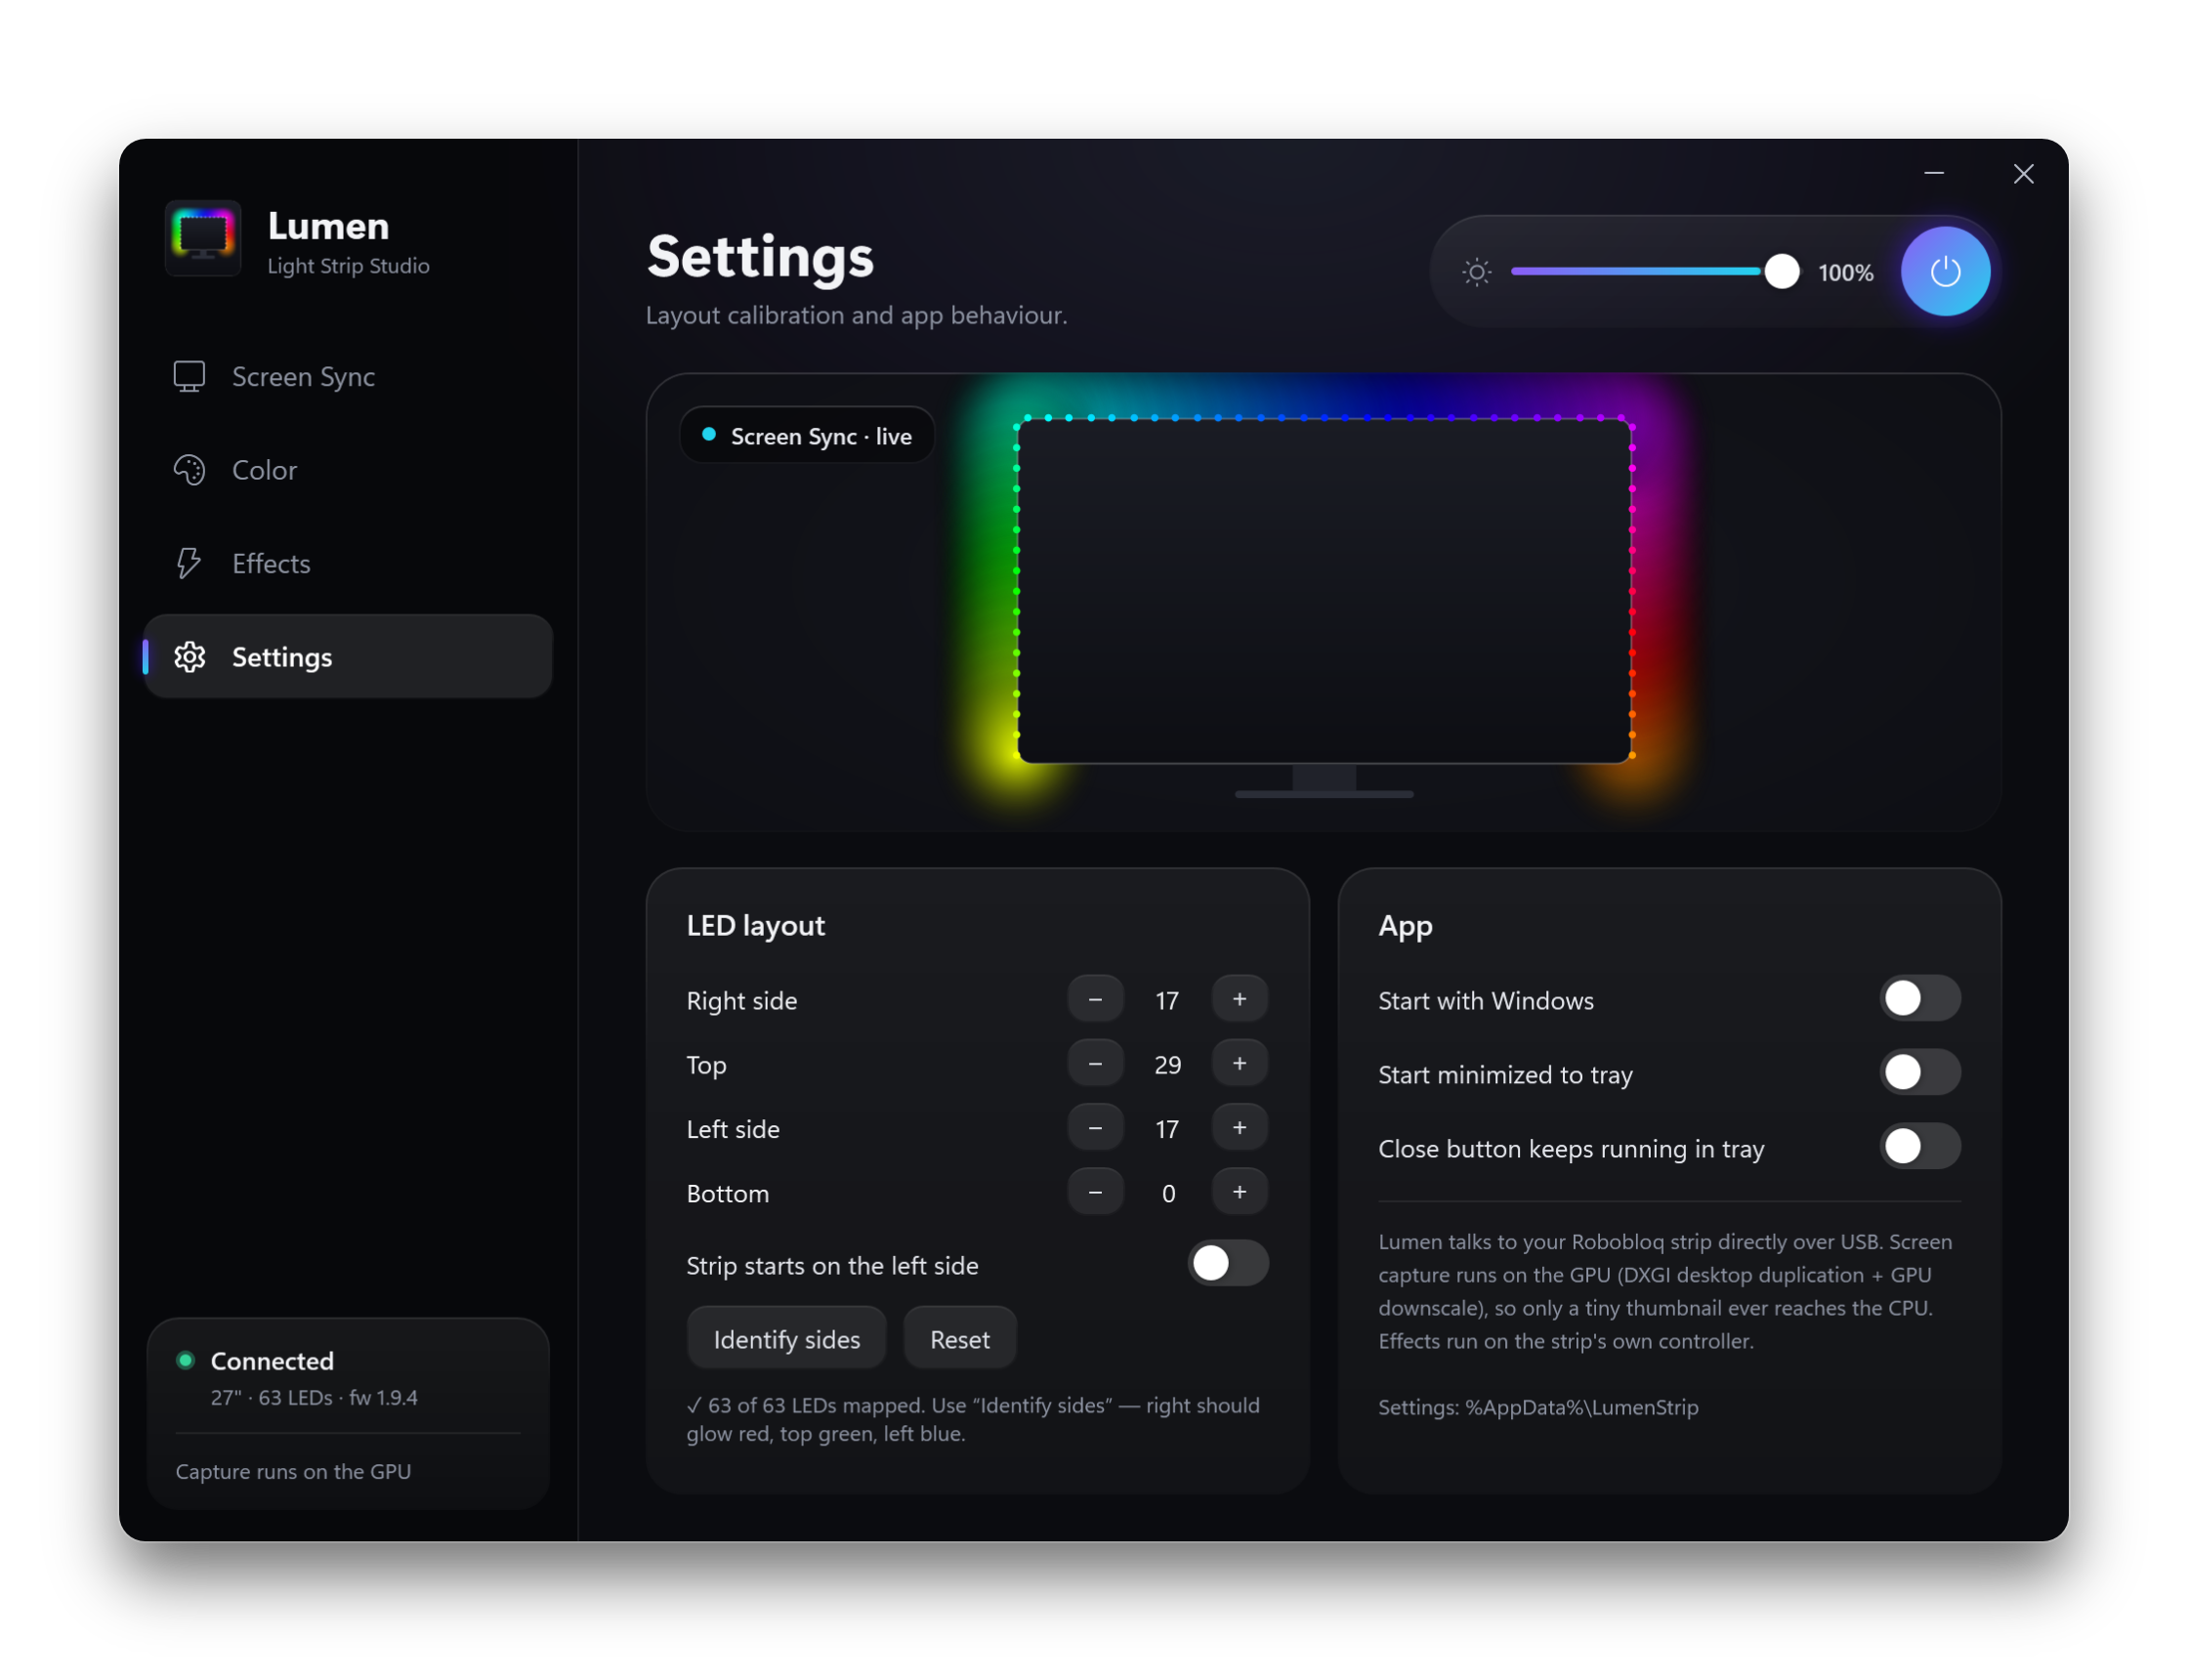 Lumen
Light Strip Studio
Screen Sync
Color
Effects
Settings
Connected
27" · 63 LEDs · fw 1.9.4
Capture runs on the GPU
Settings
Layout calibration and app behaviour.
100%
Screen Sync · live
LED layout
Right side − 17 +
Top − 29 +
Left side − 17 +
Bottom − 0 +
Strip starts on the left side
Identify sides Reset
✓ 63 of 63 LEDs mapped. Use “Identify sides” — right should
glow red, top green, left blue.
App
Start with Windows
Start minimized to tray
Close button keeps running in tray
Lumen talks to your Robobloq strip directly over USB. Screen
capture runs on the GPU (DXGI desktop duplication + GPU
downscale), so only a tiny thumbnail ever reaches the CPU.
Effects run on the strip's own controller.
Settings: %AppData%\LumenStrip